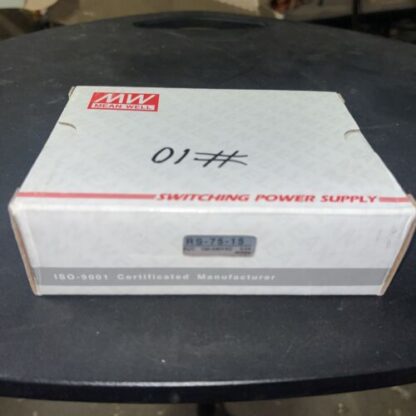 MW
MEAN WELL
01#
SWITCHING POWER SUPPLY
RS-75-15
ISO-9001 Certificated Manufacturer